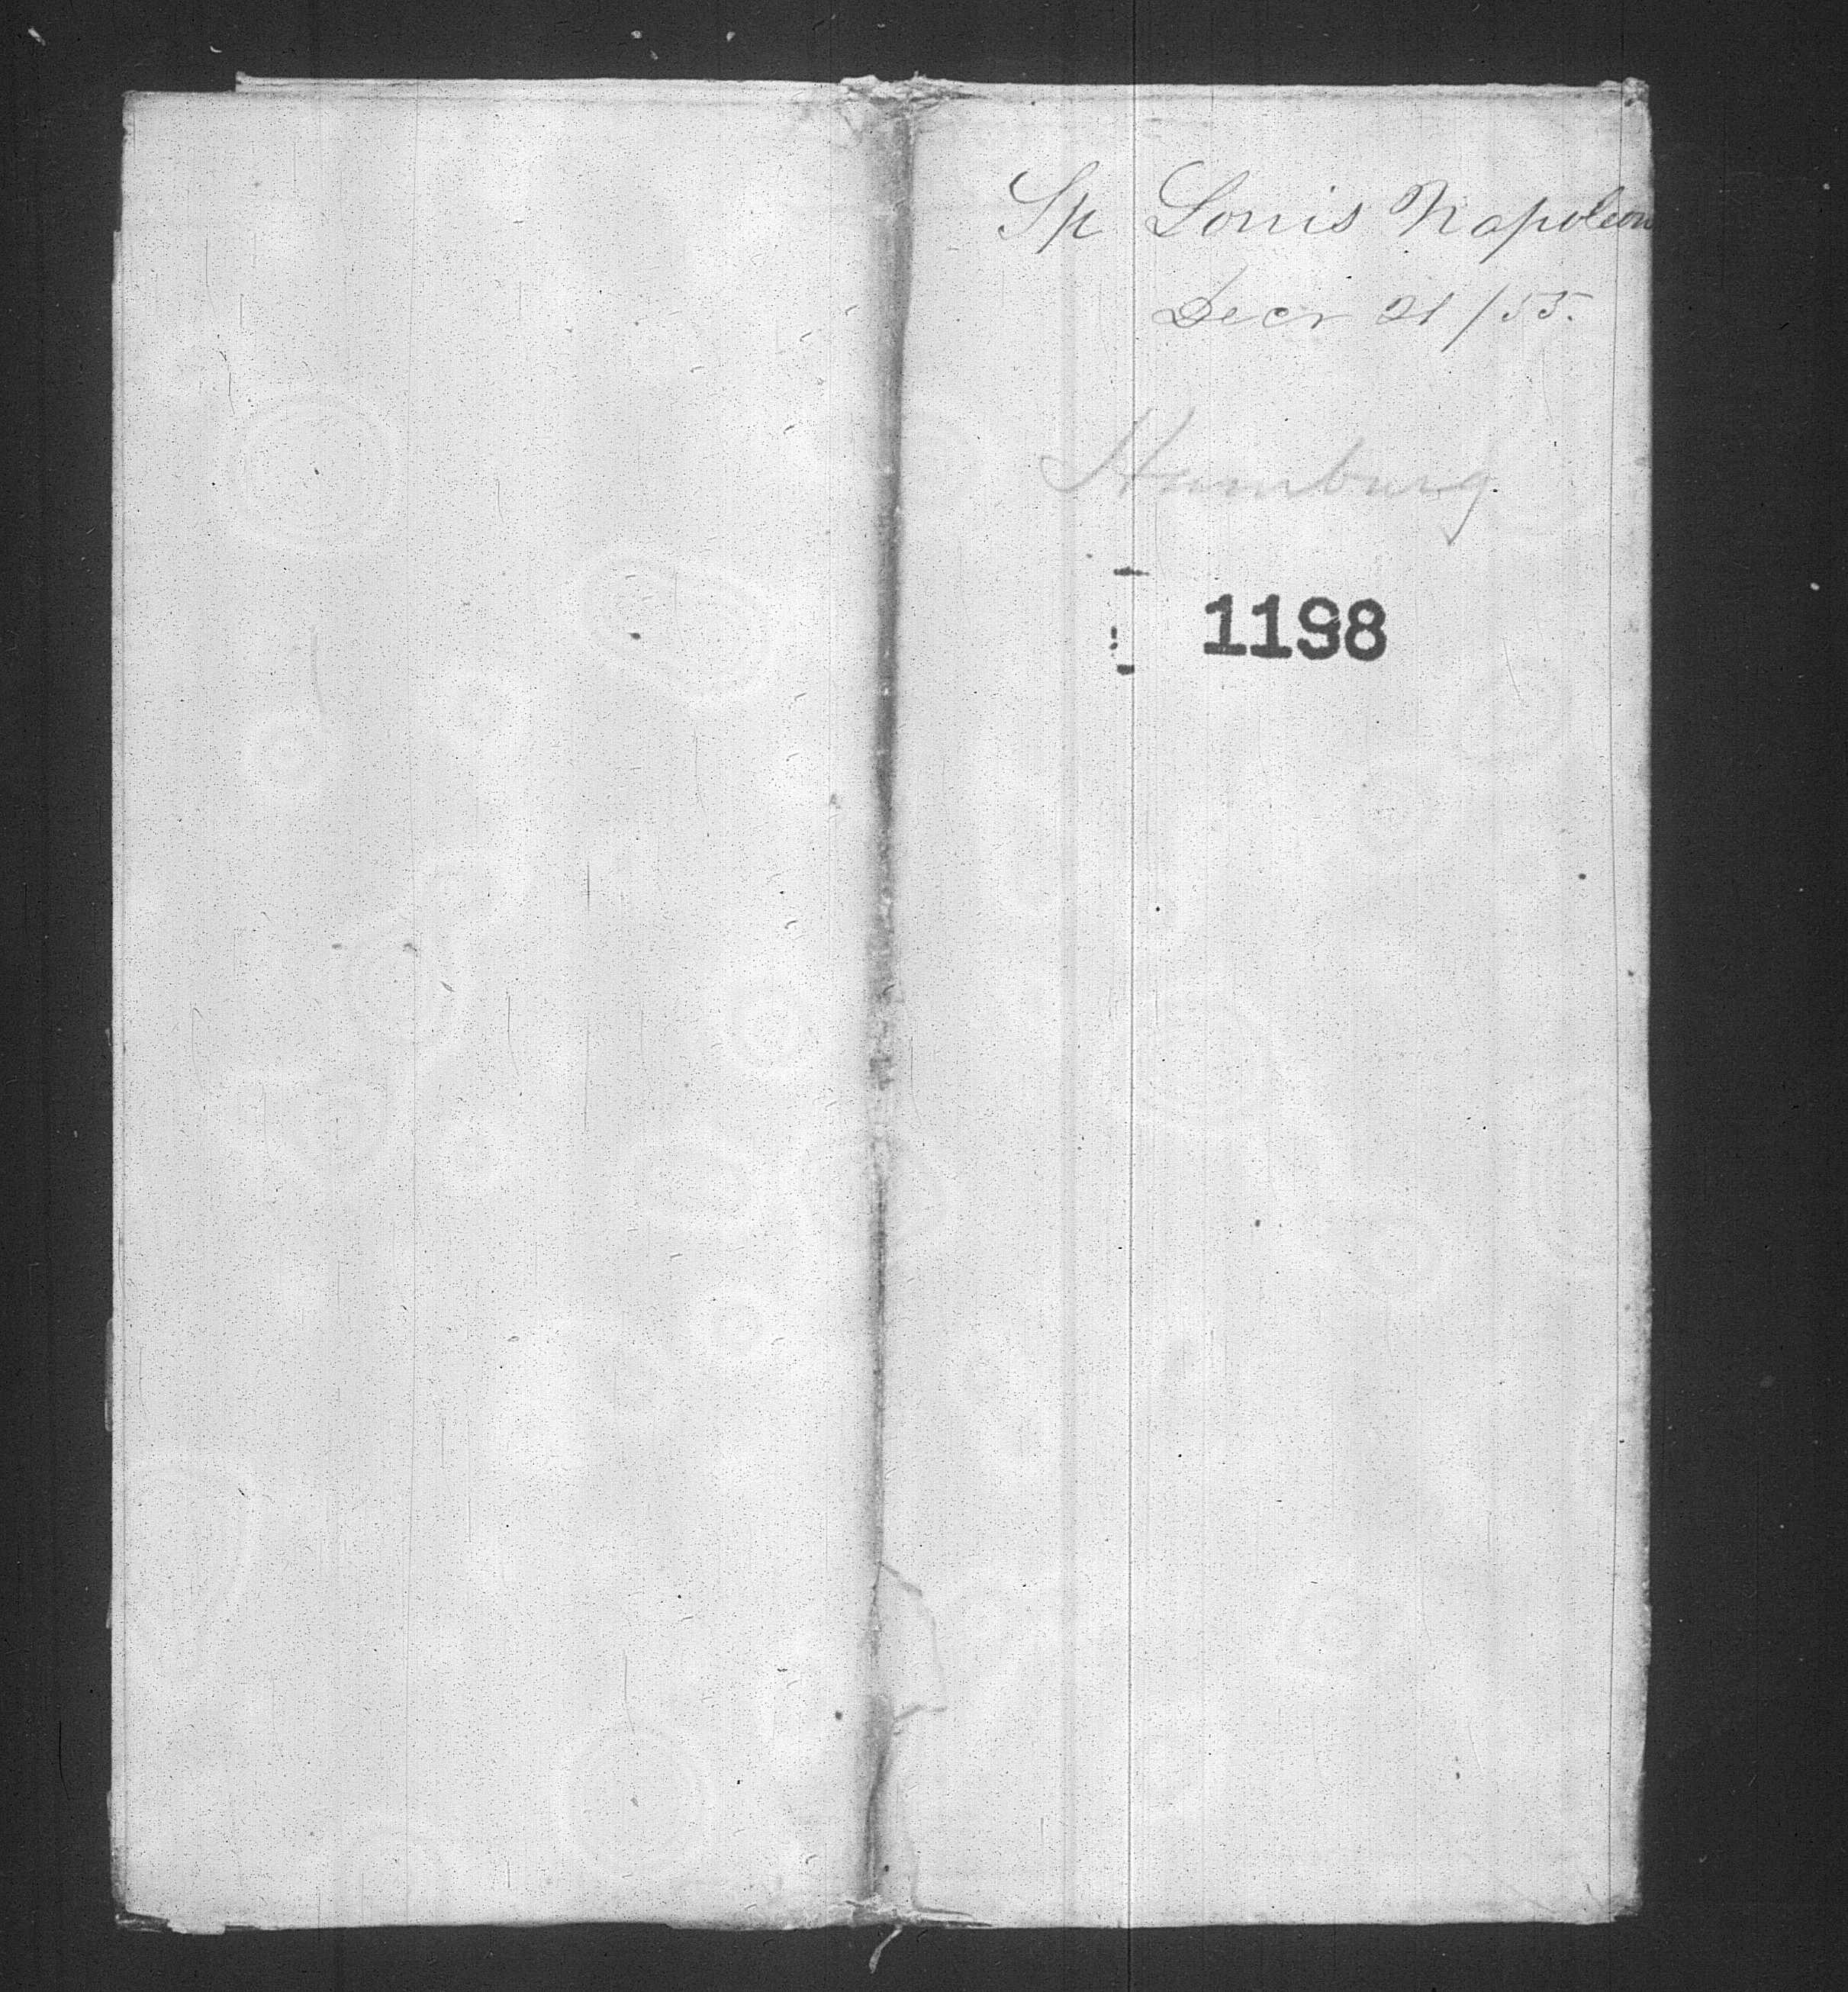 Sp Louis Napoleon
Decr 21/55.
Hamburg
1198